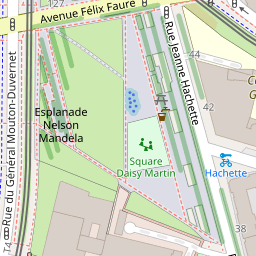 127
Avenue Félix Faure
Rue Jeanne Hachette
44
Rue du Général Mouton-Duvernet
Esplanade
Nelson
Mandela
42
Square
Daisy Martin
Hachette
T4
38